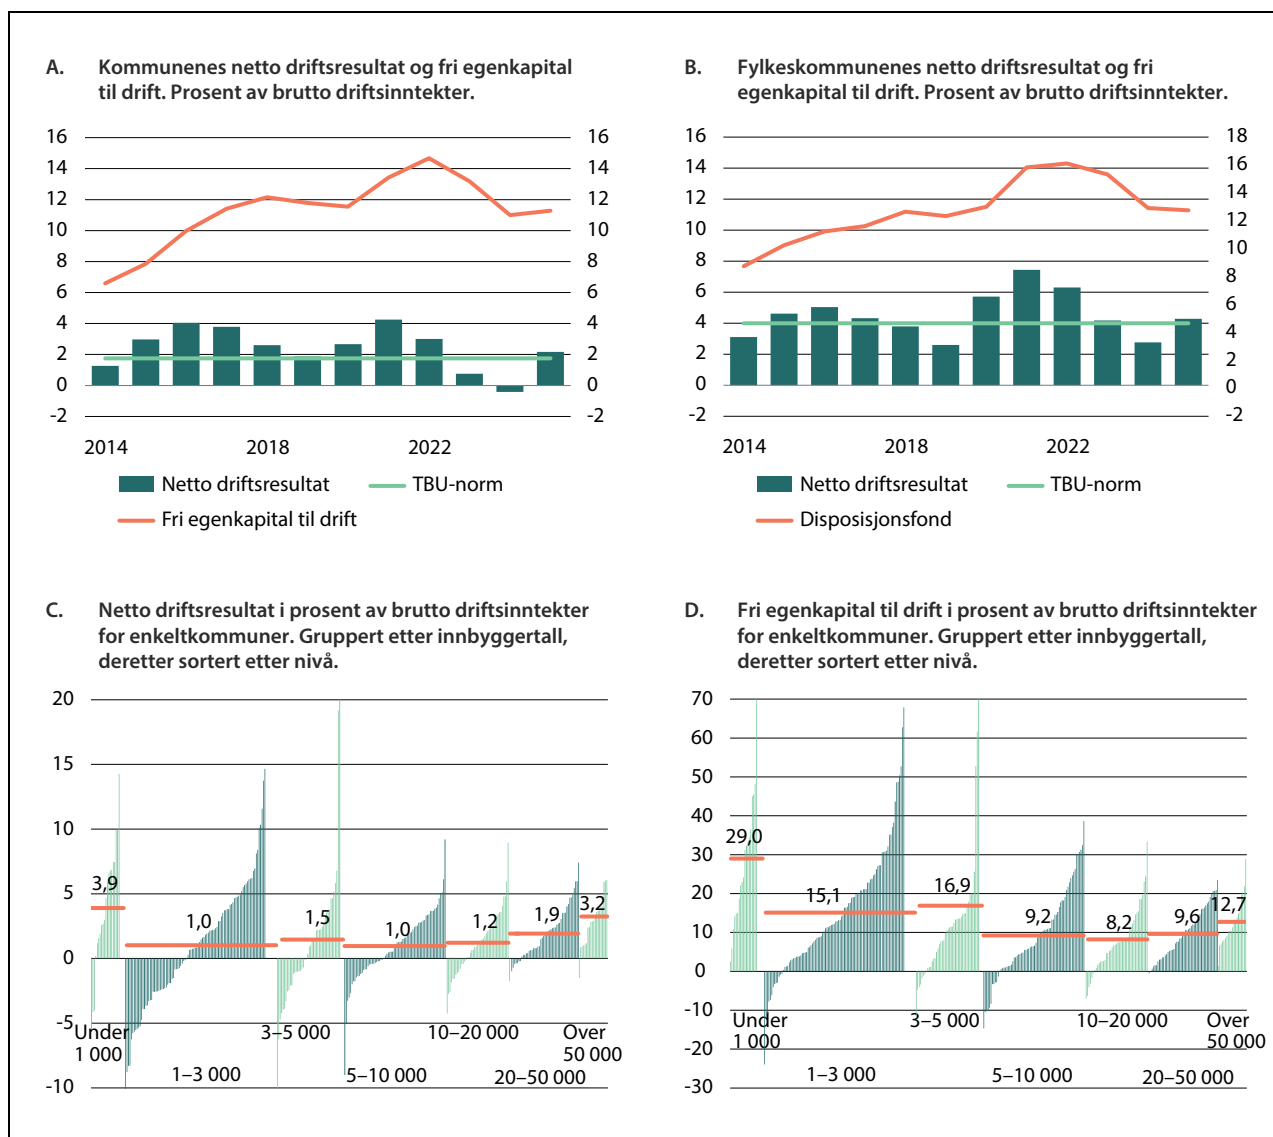 A. Kommunenes netto driftsresultat og fri egenkapital
til drift. Prosent av brutto driftsinntekter.
16 16
14 14
12 12
10 10
8 8
6 6
4 4
2 2
0 0
-2 -2
2014 2018 2022
Netto driftsresultat TBU-norm
Fri egenkapital til drift
B. Fylkeskommunenes netto driftsresultat og fri
egenkapital til drift. Prosent av brutto driftsinntekter.
16 18
14 16
12 14
10 12
8 10
6 8
4 6
2 4
0 2
-2 0
-2
2014 2018 2022
Netto driftsresultat TBU-norm
Disposisjonsfond
C. Netto driftsresultat i prosent av brutto driftsinntekter
for enkeltkommuner. Gruppert etter innbyggertall,
deretter sortert etter nivå.
20
15
10
5
0
-5
-10
3,9 1,0 1,5 1,0 1,2 1,9 3,2
Under 3–5 000 10–20 000 Over
1 000 50 000
1–3 000 5–10 000 20–50 000
D. Fri egenkapital til drift i prosent av brutto driftsinntekter
for enkeltkommuner. Gruppert etter innbyggertall,
deretter sortert etter nivå.
70
60
50
40
30
20
10
0
-10
-20
-30
29,0 15,1 16,9 9,2 8,2 9,6 12,7
Under 3–5 000 10–20 000 Over
1 000 50 000
1–3 000 5–10 000 20–50 000